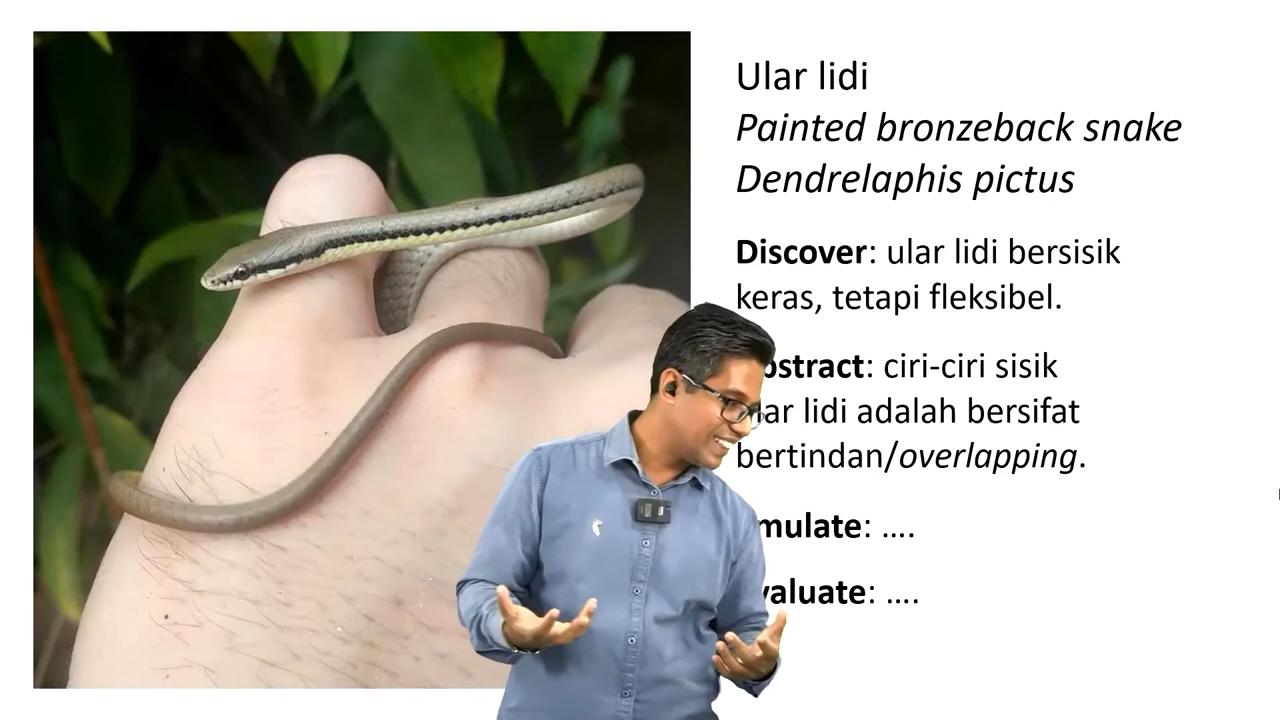 Ular lidi
Painted bronzeback snake
Dendrelaphis pictus
Discover: ular lidi bersisik
keras, tetapi fleksibel.
bstract: ciri-ciri sisik
ar lidi adalah bersifat
bertindan/overlapping.
mulate: ....
valuate: ....